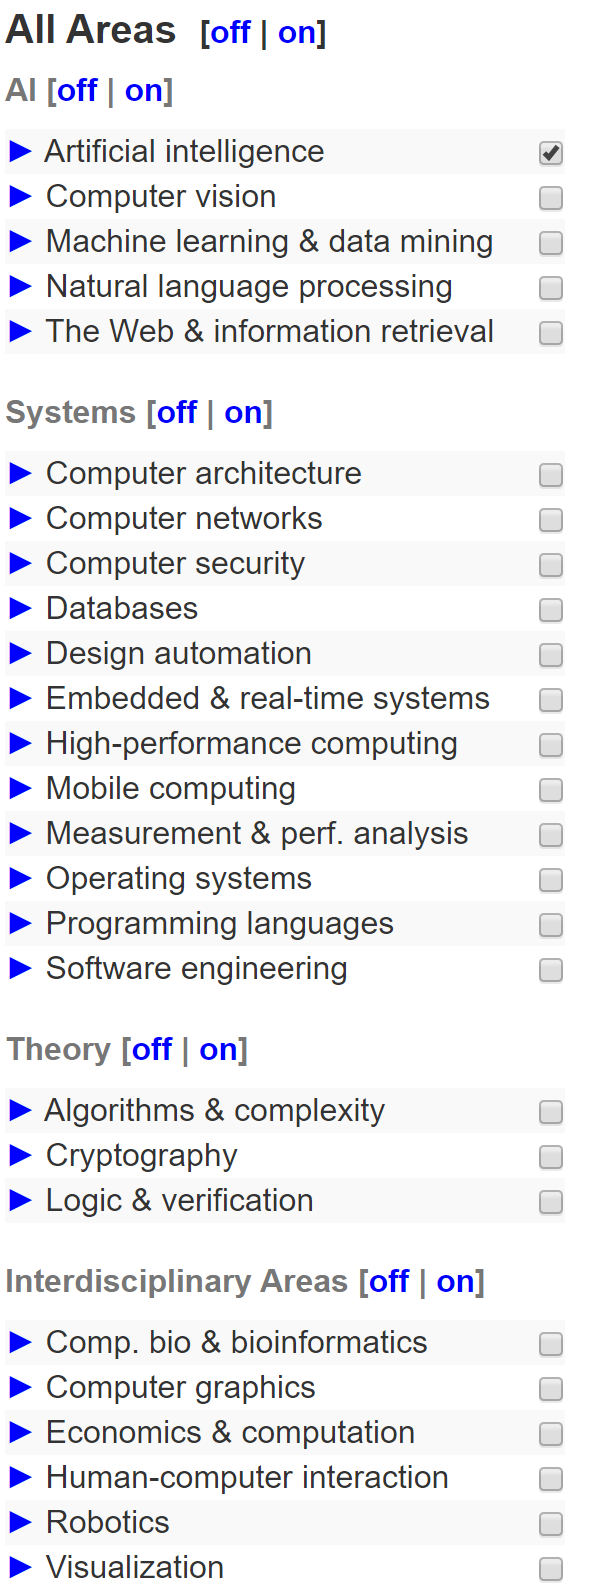 All Areas [off | on]
AI [off | on]
► Artificial intelligence
► Computer vision
► Machine learning & data mining
► Natural language processing
► The Web & information retrieval
Systems [off | on]
► Computer architecture
► Computer networks
► Computer security
► Databases
► Design automation
► Embedded & real-time systems
► High-performance computing
► Mobile computing
► Measurement & perf. analysis
► Operating systems
► Programming languages
► Software engineering
Theory [off | on]
► Algorithms & complexity
► Cryptography
► Logic & verification
Interdisciplinary Areas [off | on]
► Comp. bio & bioinformatics
► Computer graphics
► Economics & computation
► Human-computer interaction
► Robotics
► Visualization